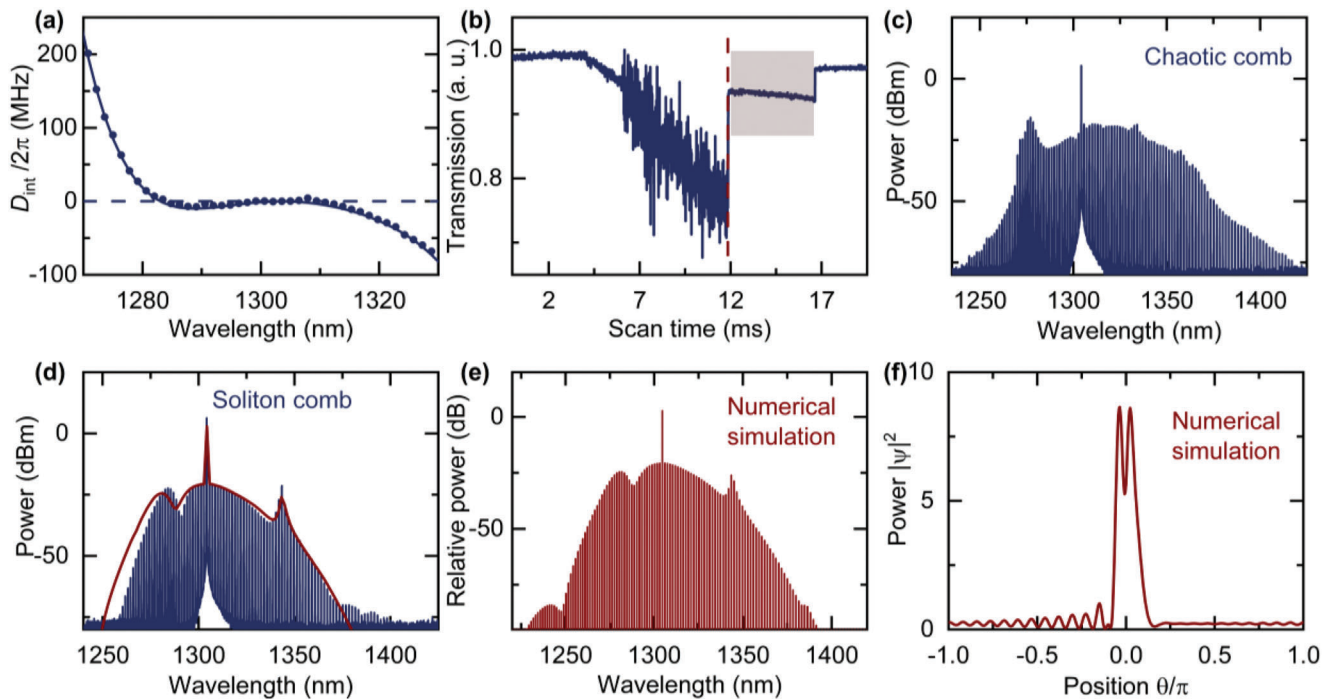 (a)
D_int /2π (MHz)
200
100
0
-100
1280
1300
1320
Wavelength (nm)
(b)
Transmission (a. u.)
1.0
0.8
2
7
12
17
Scan time (ms)
(c)
Chaotic comb
Power (dBm)
0
-50
1250
1300
1350
1400
Wavelength (nm)
(d)
Soliton comb
Power (dBm)
0
-50
1250
1300
1350
1400
Wavelength (nm)
(e)
Numerical
simulation
Relative power (dB)
0
-50
1250
1300
1350
1400
Wavelength (nm)
(f)
Numerical
simulation
Power |ψ|²
10
5
0
-1.0
-0.5
0.0
0.5
1.0
Position θ/π